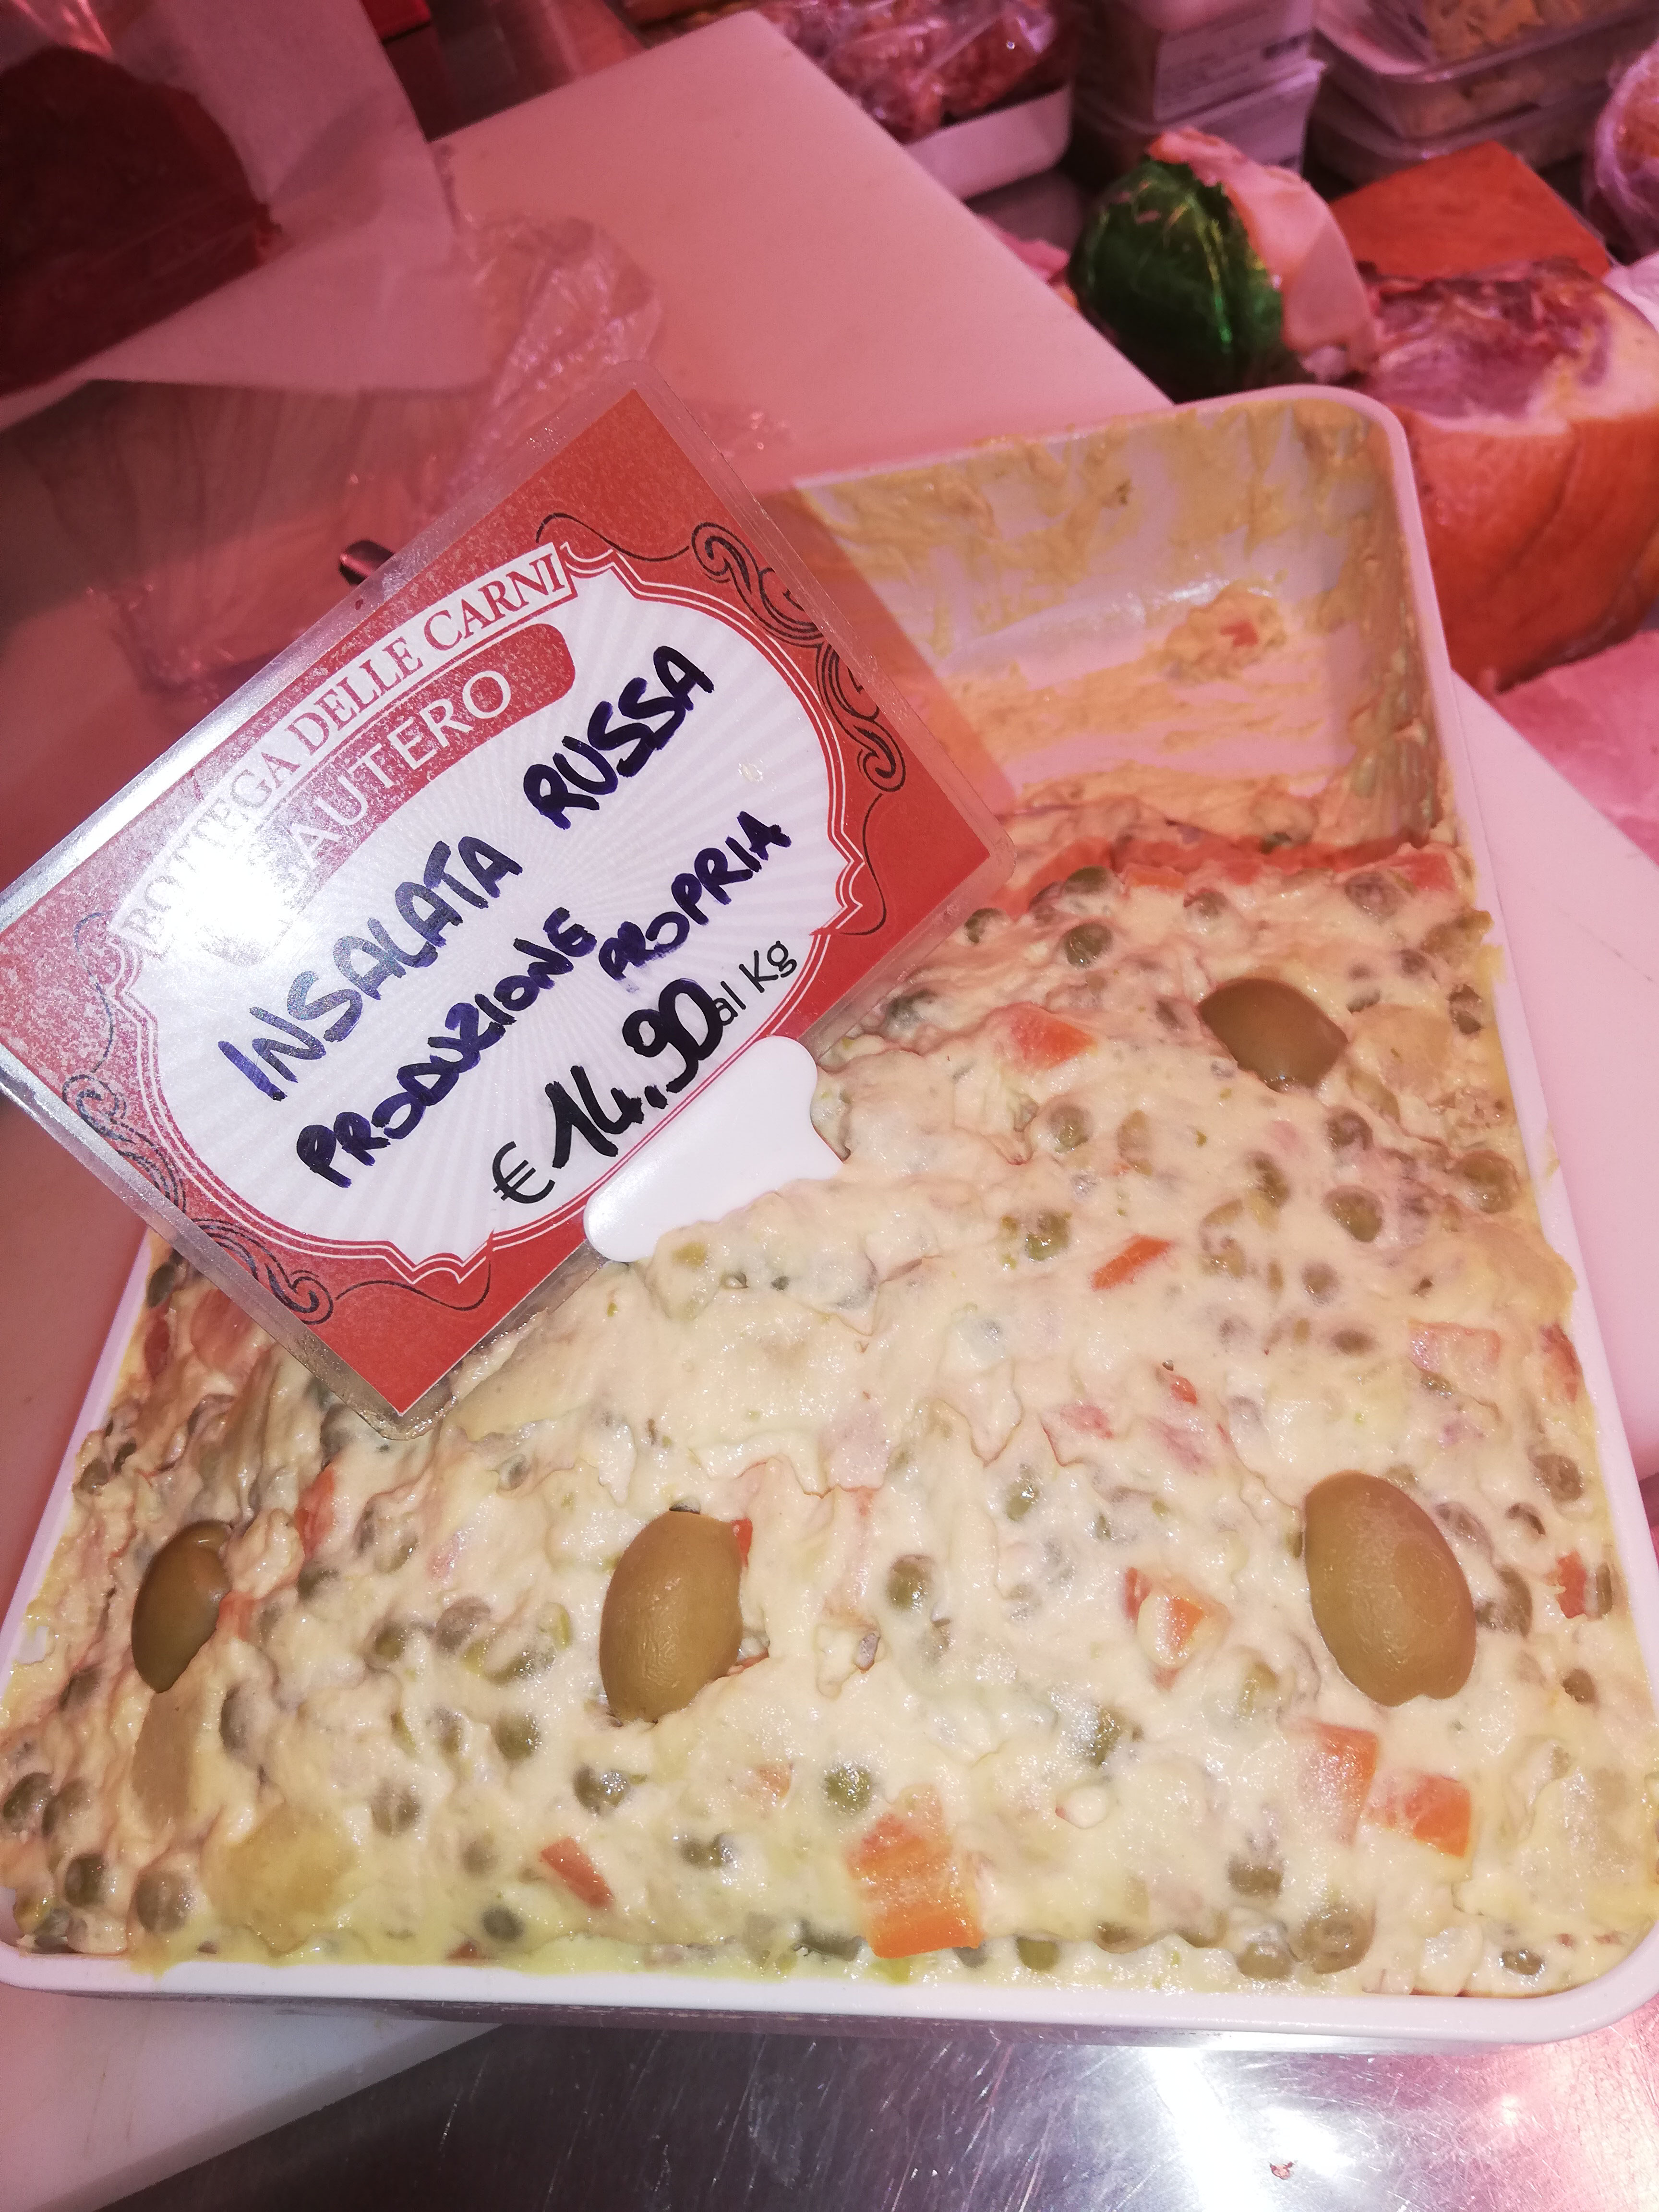 BOTTEGA DELLE CARNI
AUTERO
INSALATA RUSSA
PRODUZIONE PROPRIA
€ 14,90 al Kg